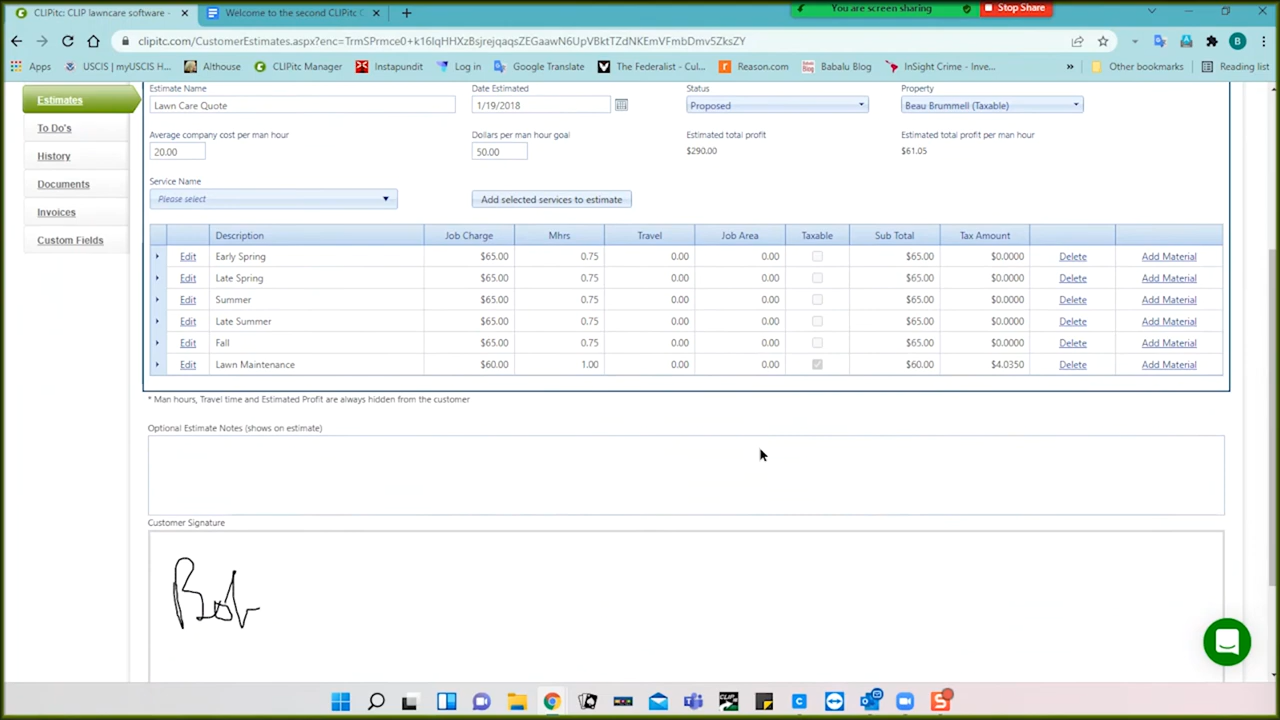 CLIPitc: CLIP lawncare software -
Welcome to the second CLIPitc C
You are screen sharing
Stop Share
clipitc.com/CustomerEstimates.aspx?enc=TrmSPrmce0+k16lqHHXzBsjrejqaqsZEGaawN6UpVBktTZdNKEmVFmbDmv5ZksZY
Apps
USCIS | myUSCIS H...
Althouse
CLIPitc Manager
Instapundit
Log in
Google Translate
The Federalist - Cul...
Reason.com
Babalu Blog
InSight Crime - Inve...
»
Other bookmarks
Reading list
B
Estimates
To Do's
History
Documents
Invoices
Custom Fields
Estimate Name
Date Estimated
Status
Property
Lawn Care Quote
1/19/2018
Proposed
Beau Brummell (Taxable)
Average company cost per man hour
Dollars per man hour goal
Estimated total profit
Estimated total profit per man hour
20.00
50.00
$290.00
$61.05
Service Name
Please select
Add selected services to estimate
Description Job Charge Mhrs Travel Job Area Taxable Sub Total Tax Amount
Edit Early Spring $65.00 0.75 0.00 0.00 $65.00 $0.0000 Delete Add Material
Edit Late Spring $65.00 0.75 0.00 0.00 $65.00 $0.0000 Delete Add Material
Edit Summer $65.00 0.75 0.00 0.00 $65.00 $0.0000 Delete Add Material
Edit Late Summer $65.00 0.75 0.00 0.00 $65.00 $0.0000 Delete Add Material
Edit Fall $65.00 0.75 0.00 0.00 $65.00 $0.0000 Delete Add Material
Edit Lawn Maintenance $60.00 1.00 0.00 0.00 $60.00 $4.0350 Delete Add Material
* Man hours, Travel time and Estimated Profit are always hidden from the customer
Optional Estimate Notes (shows on estimate)
Customer Signature
Bob